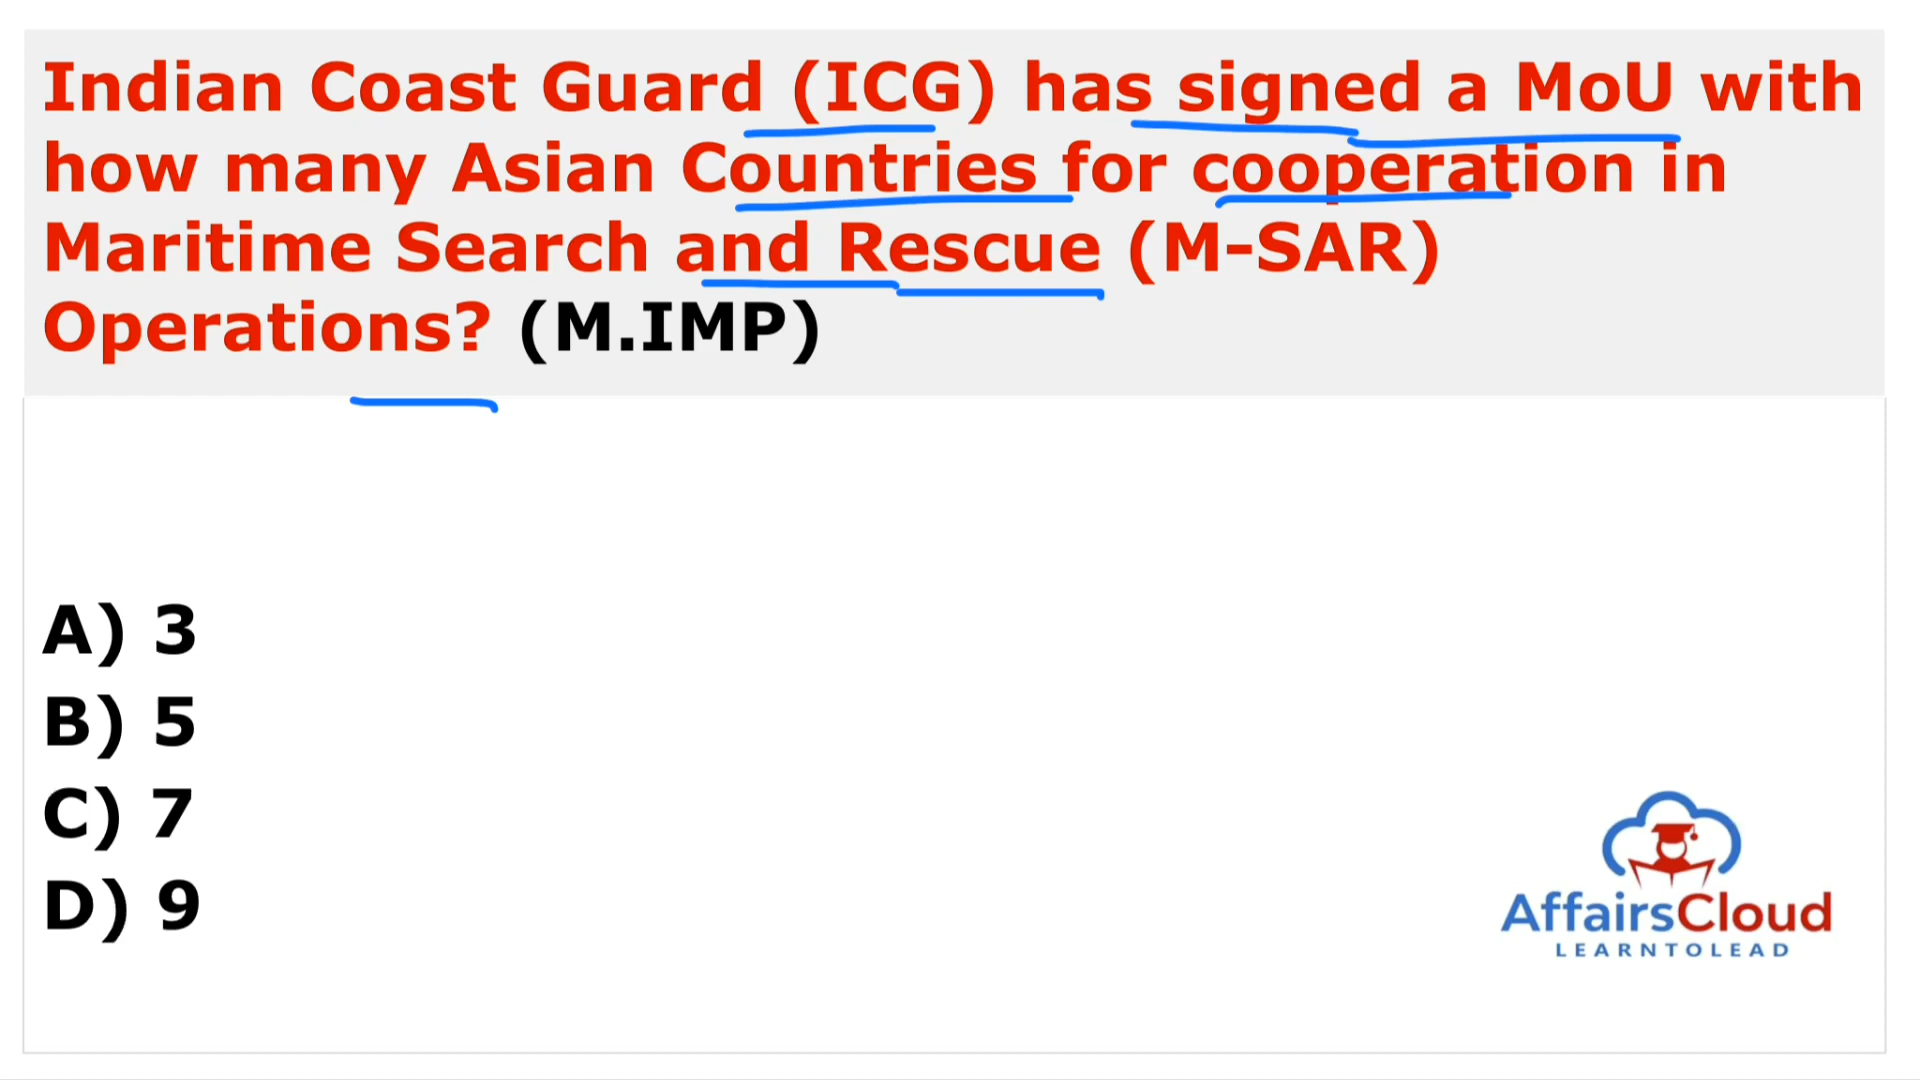 Indian Coast Guard (ICG) has signed a MoU with
how many Asian Countries for cooperation in
Maritime Search and Rescue (M-SAR)
Operations? (M.IMP)
A) 3
B) 5
C) 7
D) 9
AffairsCloud
LEARNTOLEAD